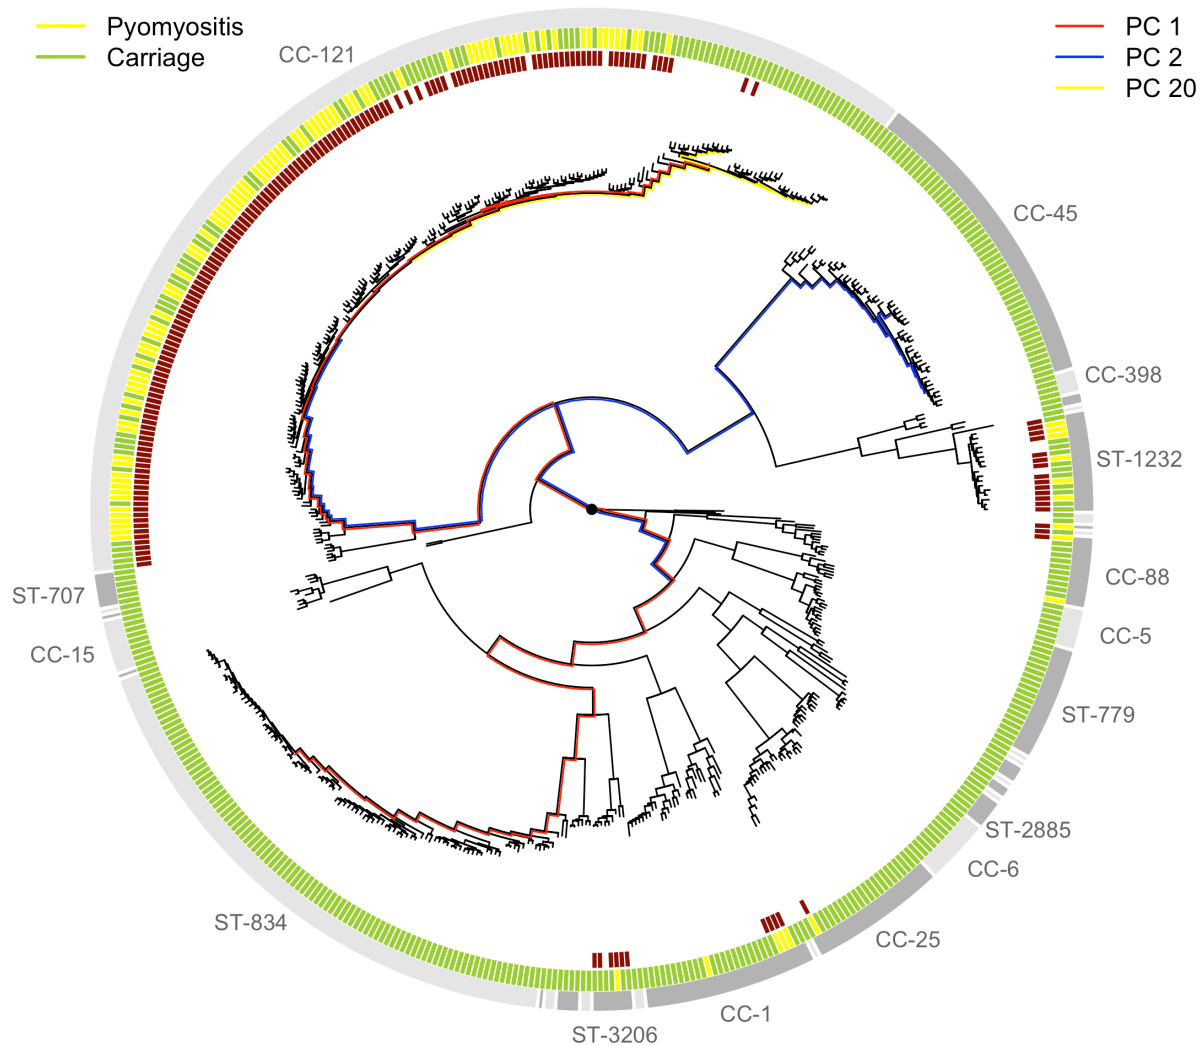 Pyomyositis
Carriage
PC 1
PC 2
PC 20
CC-121
CC-45
CC-398
ST-1232
CC-88
CC-5
ST-779
ST-2885
CC-6
CC-25
CC-1
ST-3206
ST-834
CC-15
ST-707